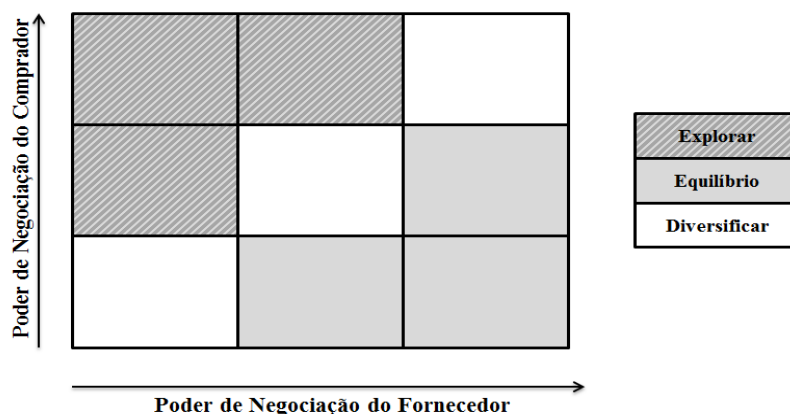 Poder de Negociação do Comprador
Explorar
Equilíbrio
Diversificar
Poder de Negociação do Fornecedor